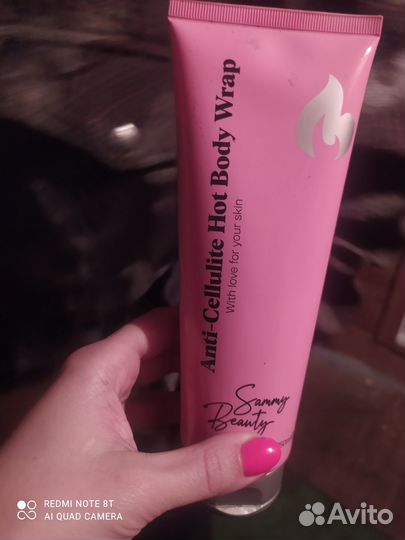 Anti-Cellulite Hot Body Wrap
With love for your skin
Sammy
Beauty
REDMI NOTE 8T
AI QUAD CAMERA
Avito